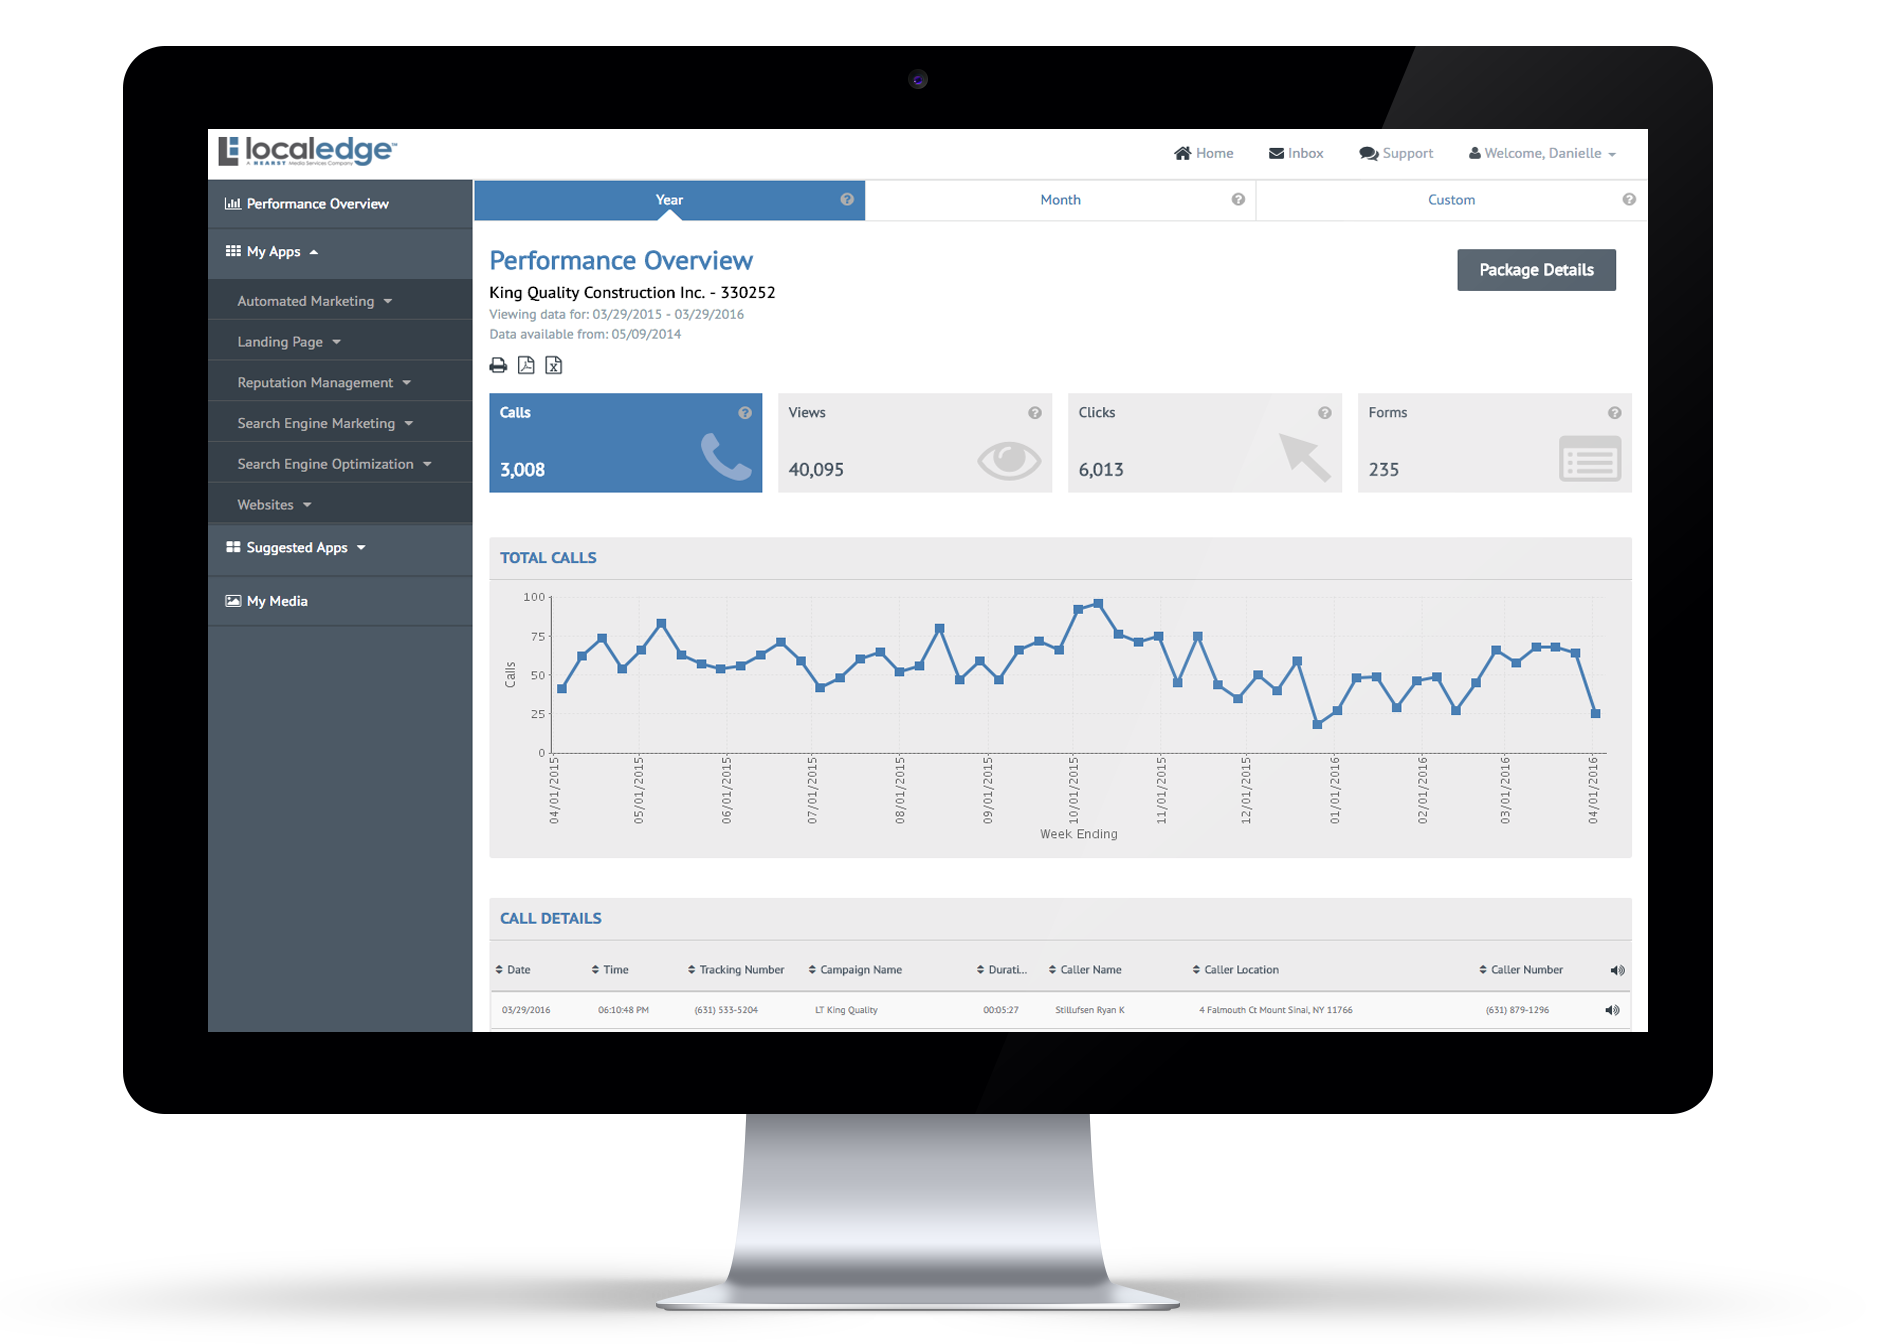 localedge™
A HEARST Media Services Company
Home Inbox Support Welcome, Danielle
Performance Overview
My Apps
Automated Marketing
Landing Page
Reputation Management
Search Engine Marketing
Search Engine Optimization
Websites
Suggested Apps
My Media
Year Month Custom
Performance Overview
King Quality Construction Inc. - 330252
Viewing data for: 03/29/2015 - 03/29/2016
Data available from: 05/09/2014
Package Details
Calls
3,008
Views
40,095
Clicks
6,013
Forms
235
TOTAL CALLS
100
75
50
25
0
Calls
04/01/2015 05/01/2015 06/01/2015 07/01/2015 08/01/2015 09/01/2015 10/01/2015 11/01/2015 12/01/2015 01/01/2016 02/01/2016 03/01/2016 04/01/2016
Week Ending
CALL DETAILS
Date Time Tracking Number Campaign Name Durati... Caller Name Caller Location Caller Number
03/29/2016 06:10:48 PM (631) 533-5204 LT King Quality 00:05:27 Stillufsen Ryan K 4 Falmouth Ct Mount Sinai, NY 11766 (631) 879-1296